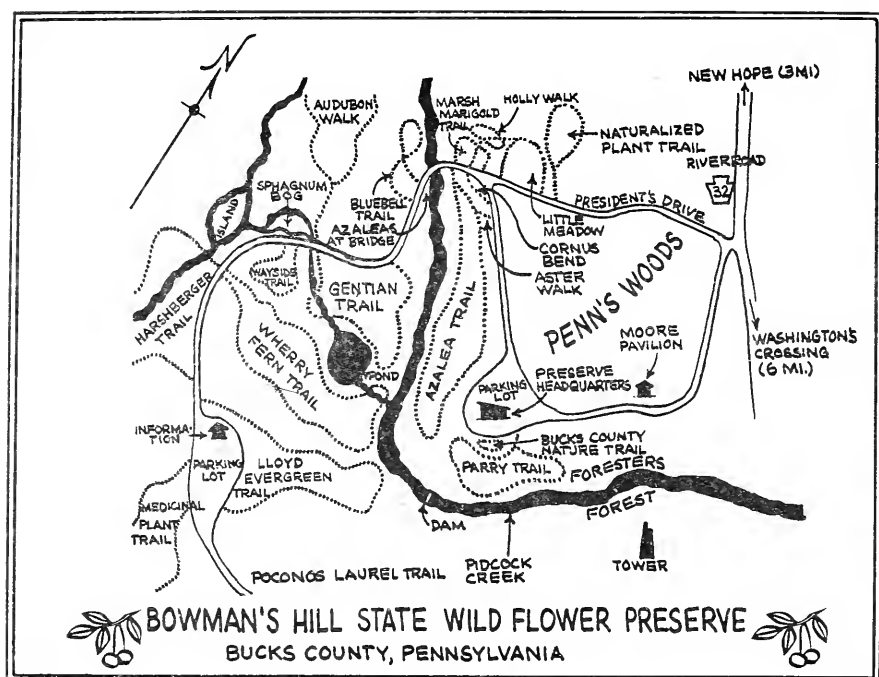 N
NEW HOPE (3MI)
AUDUBON
WALK
MARSH
MARIGOLD
TRAIL
HOLLY WALK
NATURALIZED
PLANT TRAIL
RIVER ROAD
32
SPHAGNUM
BOG
ISLAND
BLUEBELL
TRAIL
AZALEAS
AT BRIDGE
PRESIDENT'S DRIVE
LITTLE
MEADOW
CORNUS
BEND
ASTER
WALK
HARSHBERGER
TRAIL
WAYSIDE
TRAIL
GENTIAN
TRAIL
PENN'S WOODS
WHERRY
FERN TRAIL
AZALEA TRAIL
MOORE
PAVILION
WASHINGTON'S
CROSSING
(6 MI.)
POND
PARKING
LOT
PRESERVE
HEADQUARTERS
INFORMA-
TION
PARKING
LOT
LLOYD
EVERGREEN
TRAIL
BUCKS COUNTY
NATURE TRAIL
PARRY TRAIL
FORESTERS
FOREST
MEDICINAL
PLANT
TRAIL
DAM
PIDCOCK
CREEK
TOWER
POCONOS LAUREL TRAIL
BOWMAN'S HILL STATE WILD FLOWER PRESERVE
BUCKS COUNTY, PENNSYLVANIA